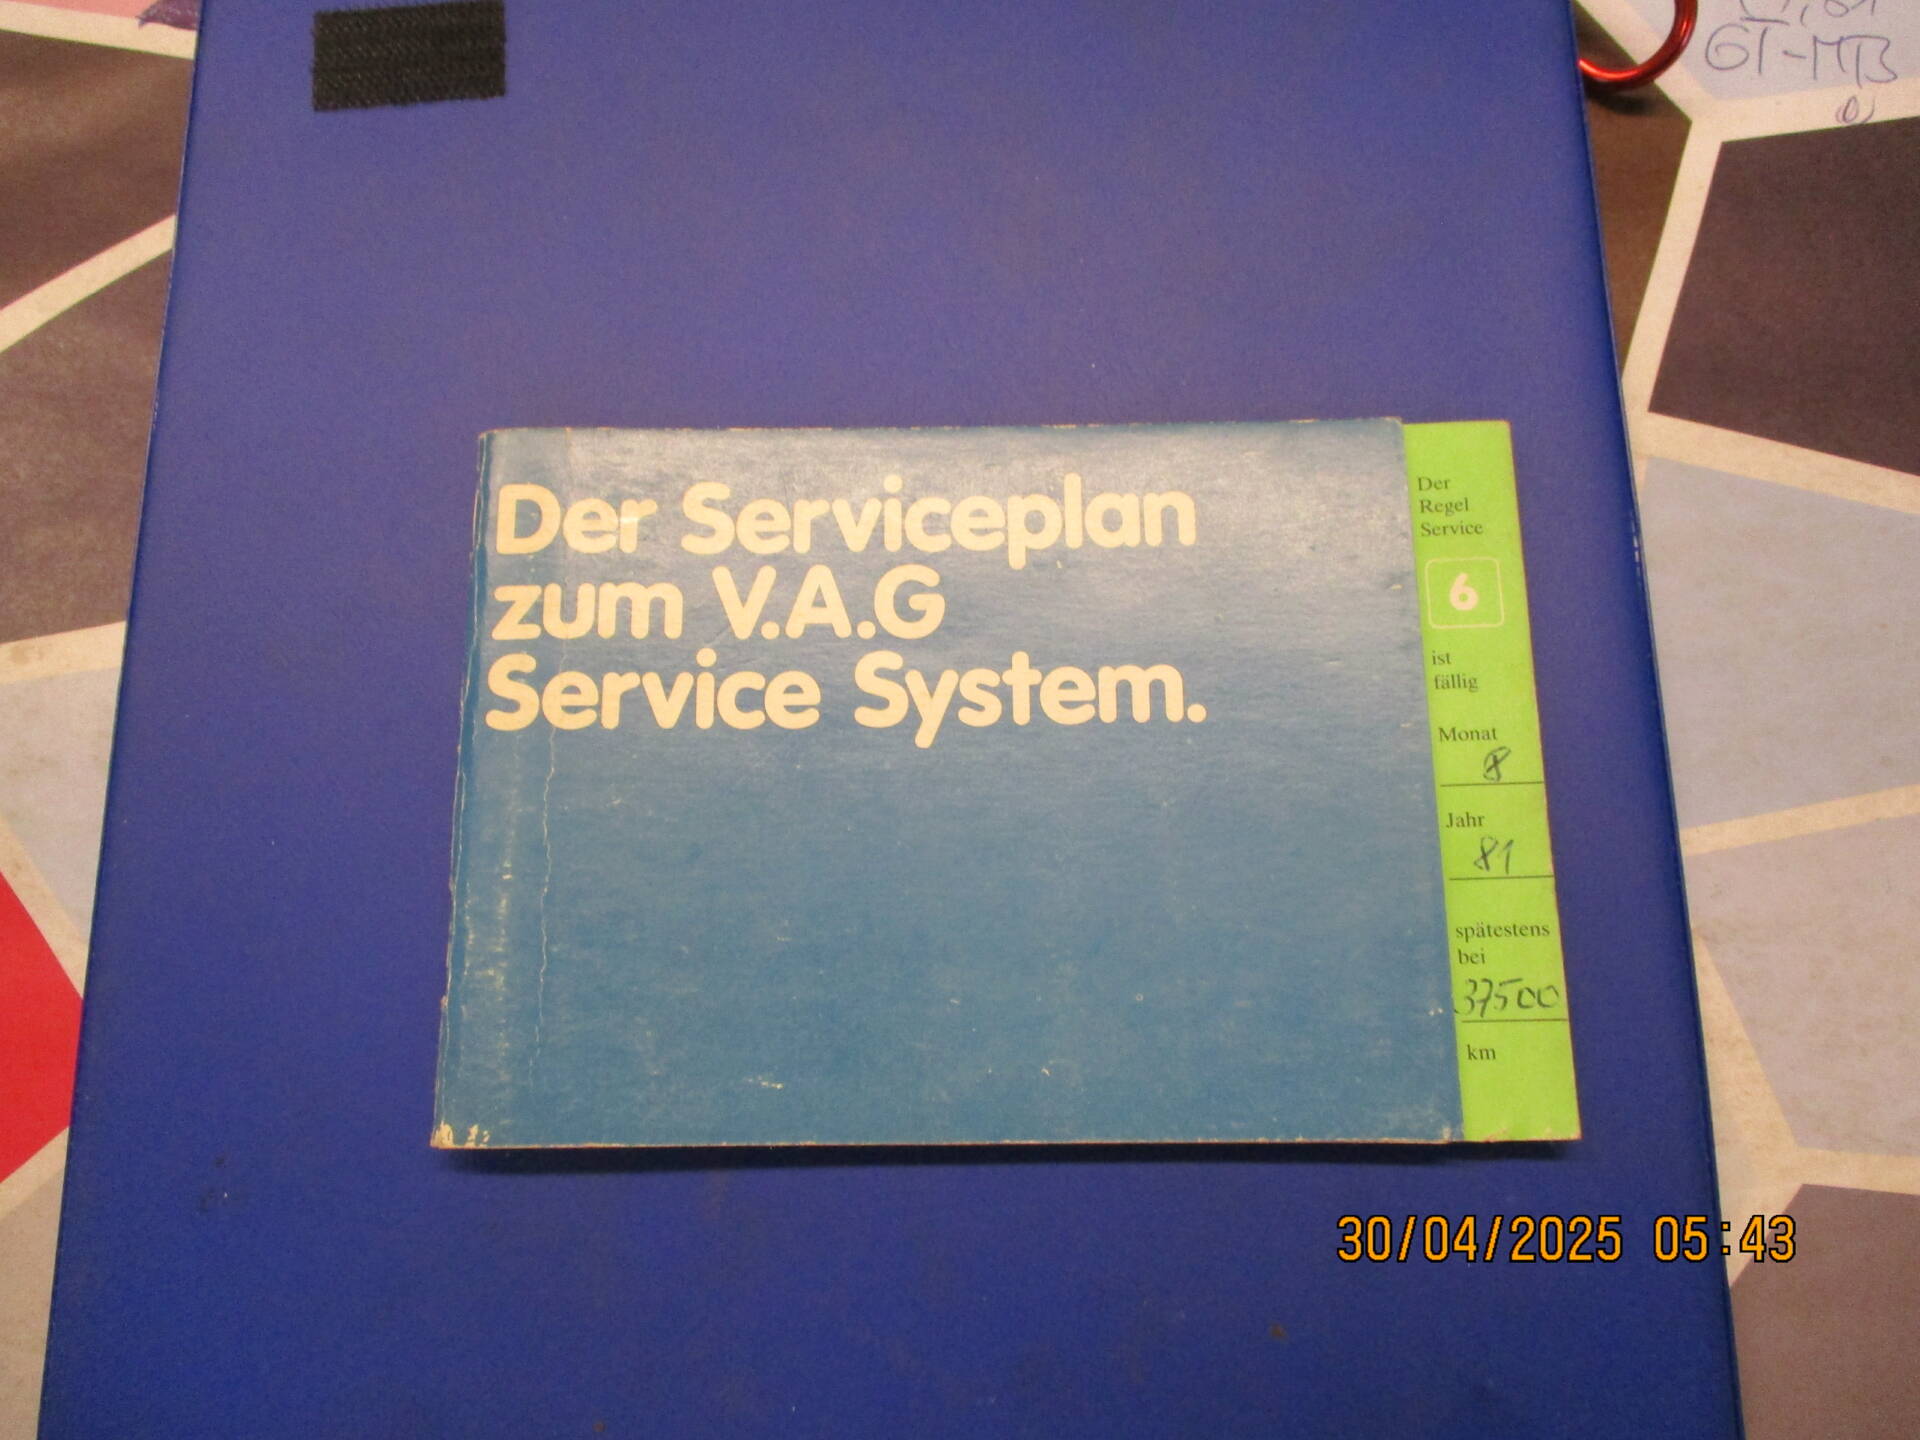 GT-MTB
Der Serviceplan
zum V.A.G
Service System.
Der
Regel
Service
6
ist
fällig
Monat
8
Jahr
81
spätestens
bei
37500
km
30/04/2025 05:43